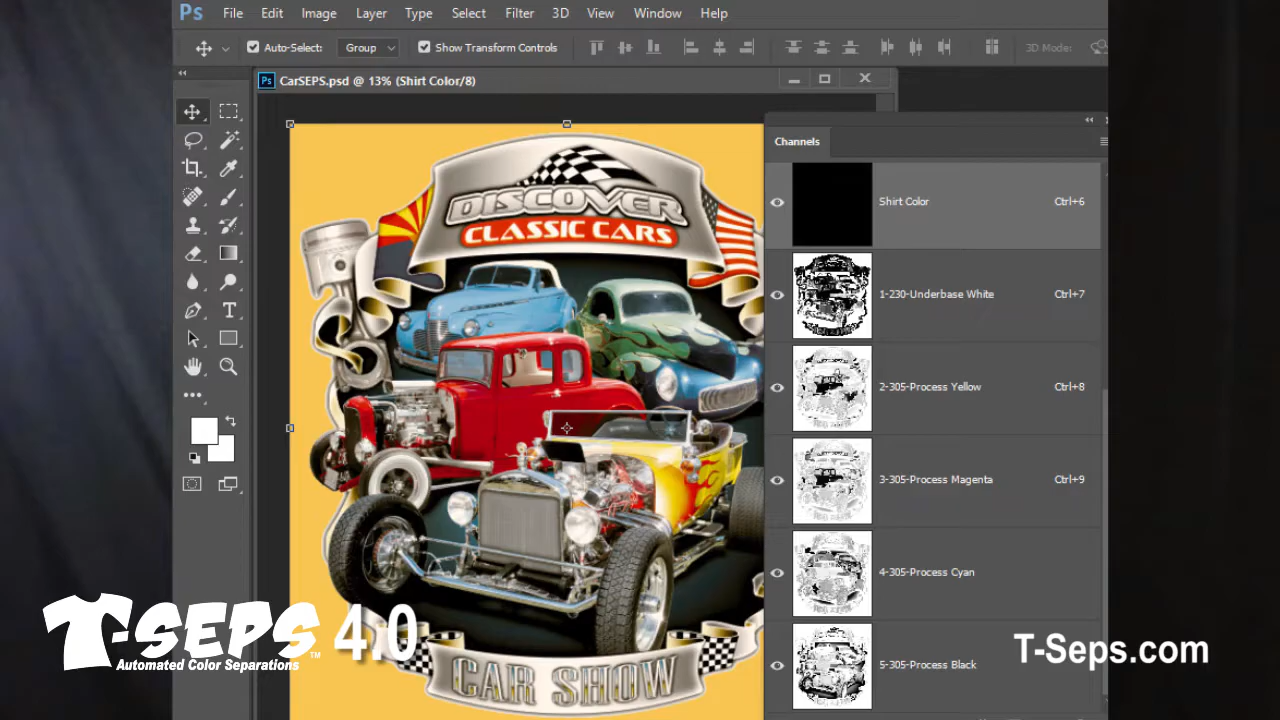 Ps File Edit Image Layer Type Select Filter 3D View Window Help
Auto-Select: Group Show Transform Controls 3D Mode:
Ps CarSEPS.psd @ 13% (Shirt Color/8)
Channels
Shirt Color Ctrl+6
1-230-Underbase White Ctrl+7
2-305-Process Yellow Ctrl+8
3-305-Process Magenta Ctrl+9
4-305-Process Cyan
5-305-Process Black
DISCOVER
CLASSIC CARS
CAR SHOW
T-SEPS 4.0
Automated Color Separations TM
T-Seps.com